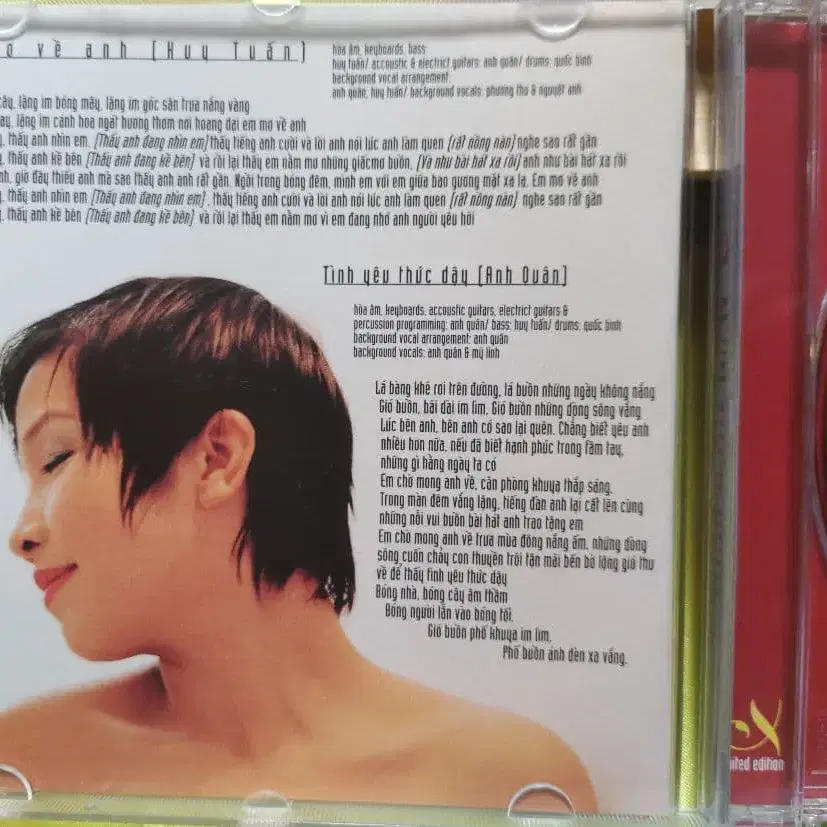 ơ về anh [Huy Tuấn]
hòa âm, keyboards, bass:
huy tuấn/ accoustic & electrict guitars: anh quân/ drums: quốc bình
background vocal arrangement:
anh quân, huy tuấn/ background vocals: phương thu & nguyệt anh
cây, lặng im bóng mây, lặng im góc sân trưa nắng vàng
ay, lặng im cánh hoa ngát hương thơm nơi hoang dại em mơ về anh
, thấy anh nhìn em, (Thấy anh đang nhìn em) thấy tiếng anh cười và lời anh nói lúc anh làm quen (rất nồng nàn) nghe sao rất gần
, thấy anh kề bên (Thấy anh đang kề bên) và rồi lại thấy em nằm mơ những giấcmơ buồn, (Và như bài hát xa rồi) anh như bài hát xa rồi
nh, giờ đây thiếu anh mà sao thấy anh anh rất gần. Ngồi trong bóng đêm, mình em với em giữa bao gương mặt xa lạ. Em mơ về anh
, thấy anh nhìn em (Thấy anh đang nhìn em) , thấy tiếng anh cười và lời anh nói lúc anh làm quen (rất nồng nàn) nghe sao rất gần
, thấy anh kề bên (Thấy anh đang kề bên) và rồi lại thấy em nằm mơ vì em đang nhớ anh người yêu hỡi
Tình yêu thức dậy [Anh Quân]
hòa âm, keyboards, accoustic guitars, electrict guitars &
percussion programming: anh quân/ bass: huy tuấn/ drums: quốc bình
background vocal arrangement: anh quân
background vocals: anh quân & mỹ linh
Lá bàng khẽ rơi trên đường, lá buồn những ngày không nắng
Gió buồn, bãi dài im lìm. Gió buồn những dòng sông vắng
Lúc bên anh, bên anh cớ sao lại quên. Chẳng biết yêu anh
nhiều hơn nữa, nếu đã biết hạnh phúc trong tầm tay,
những gì hằng ngày ta có
Em chờ mong anh về, căn phòng khuya thắp sáng.
Trong màn đêm vắng lặng, tiếng đàn anh lại cất lên cùng
những nỗi vui buồn bài hát anh trao tặng em
Em chờ mong anh về trưa mùa đông nắng ấm, những dòng
sông cuốn chảy con thuyền trôi tận mãi bến bờ lộng gió thu
về để thấy tình yêu thức dậy
Bóng nhà, bóng cây âm thầm
Bóng người lẫn vào bóng tối.
Gió buồn phố khuya im lìm,
Phố buồn ánh đèn xa vắng.
ited edition